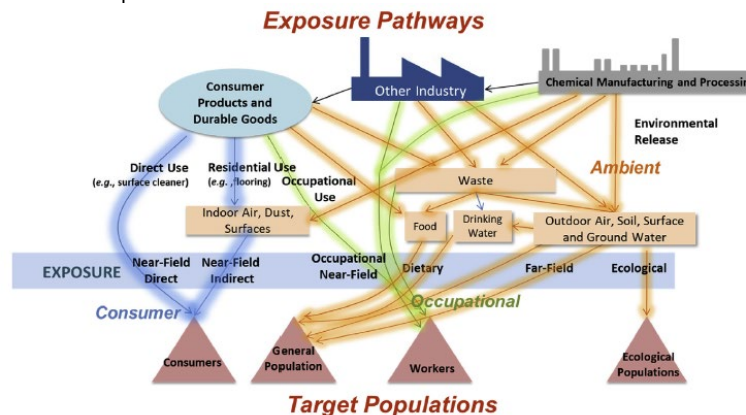 Exposure Pathways
Consumer
Products and
Durable Goods
Other Industry
Chemical Manufacturing and Processing
Environmental
Release
Ambient
Direct Use
(e.g., surface cleaner)
Residential Use
(e.g., flooring)
Occupational
Use
Waste
Indoor Air, Dust,
Surfaces
Food
Drinking
Water
Outdoor Air, Soil, Surface
and Ground Water
EXPOSURE
Near-Field
Direct
Near-Field
Indirect
Occupational
Near-Field
Dietary
Far-Field
Ecological
Consumer
Occupational
Consumers
General
Population
Workers
Ecological
Populations
Target Populations